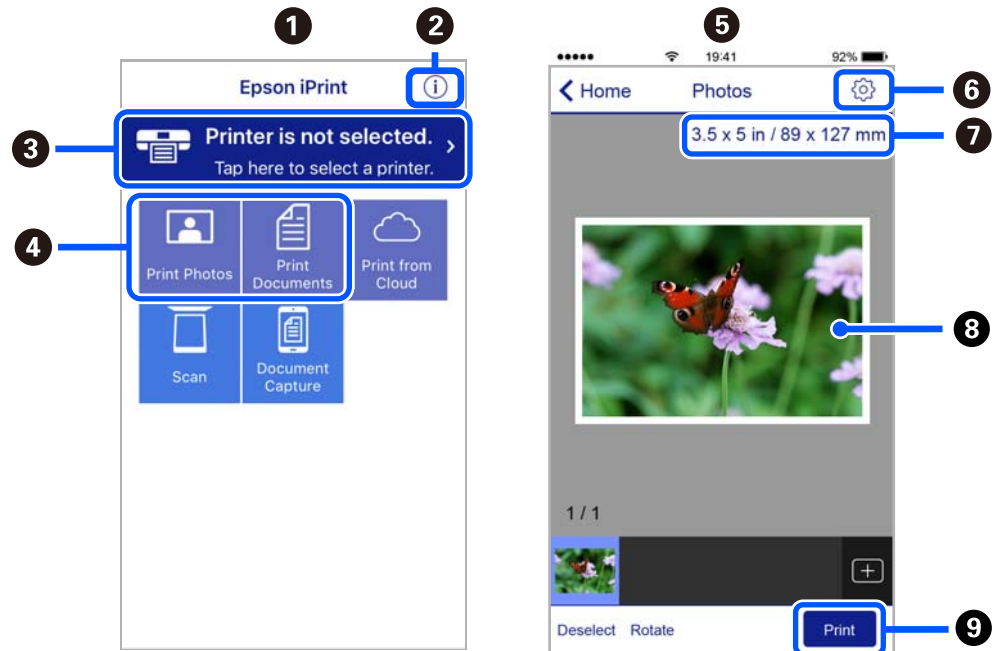 1
2
Epson iPrint
i
3
Printer is not selected.
Tap here to select a printer.
4
Print Photos
Print
Documents
Print from
Cloud
Scan
Document
Capture
5
19:41
92%
Home
Photos
6
3.5 x 5 in / 89 x 127 mm
7
8
1 / 1
Deselect
Rotate
Print
9